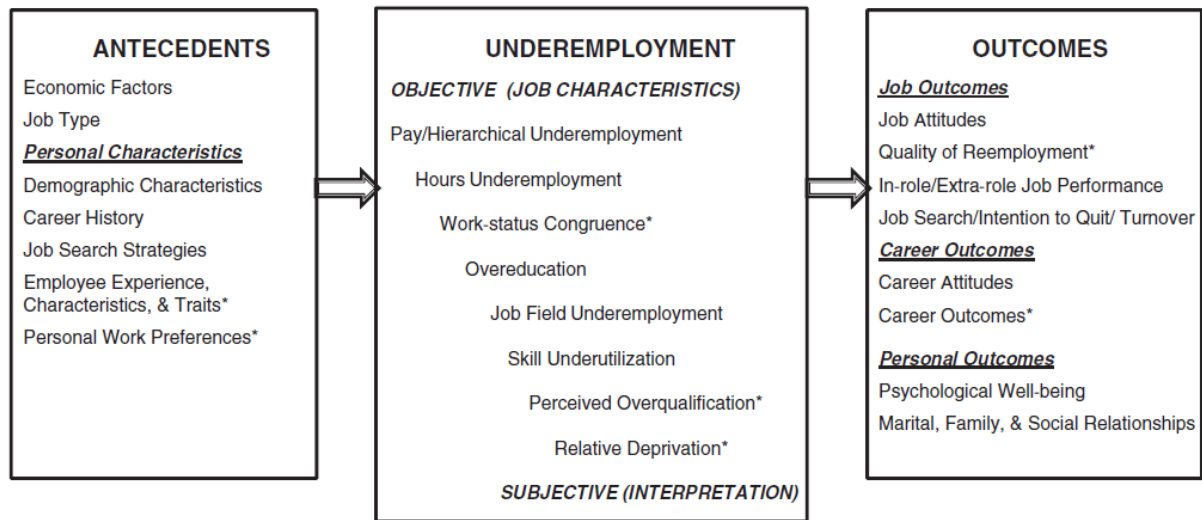 ANTECEDENTS
Economic Factors
Job Type
Personal Characteristics
Demographic Characteristics
Career History
Job Search Strategies
Employee Experience,
Characteristics, & Traits*
Personal Work Preferences*
UNDEREMPLOYMENT
OBJECTIVE (JOB CHARACTERISTICS)
Pay/Hierarchical Underemployment
Hours Underemployment
Work-status Congruence*
Overeducation
Job Field Underemployment
Skill Underutilization
Perceived Overqualification*
Relative Deprivation*
SUBJECTIVE (INTERPRETATION)
OUTCOMES
Job Outcomes
Job Attitudes
Quality of Reemployment*
In-role/Extra-role Job Performance
Job Search/Intention to Quit/ Turnover
Career Outcomes
Career Attitudes
Career Outcomes*
Personal Outcomes
Psychological Well-being
Marital, Family, & Social Relationships